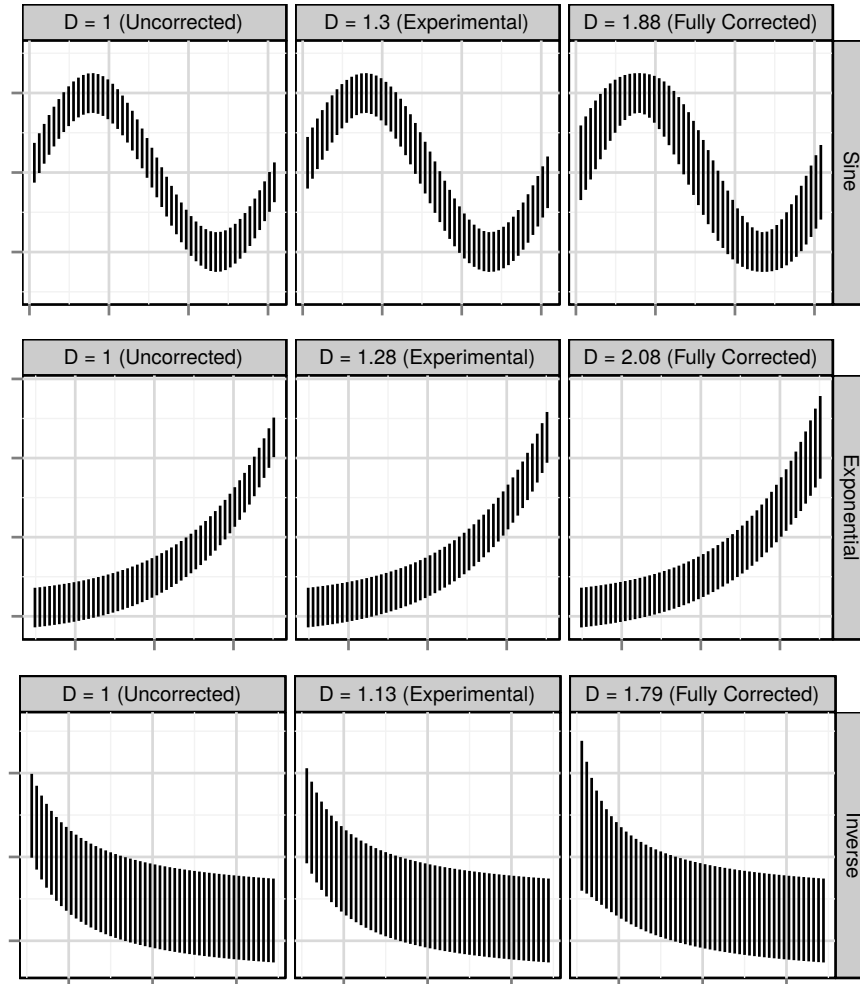 D = 1 (Uncorrected)
D = 1.3 (Experimental)
D = 1.88 (Fully Corrected)
Sine
D = 1 (Uncorrected)
D = 1.28 (Experimental)
D = 2.08 (Fully Corrected)
Exponential
D = 1 (Uncorrected)
D = 1.13 (Experimental)
D = 1.79 (Fully Corrected)
Inverse